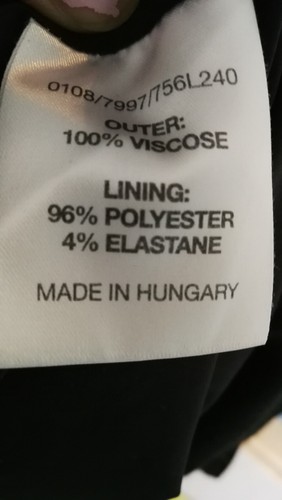 0108/7997/756L240
OUTER:
100% VISCOSE
LINING:
96% POLYESTER
4% ELASTANE
MADE IN HUNGARY